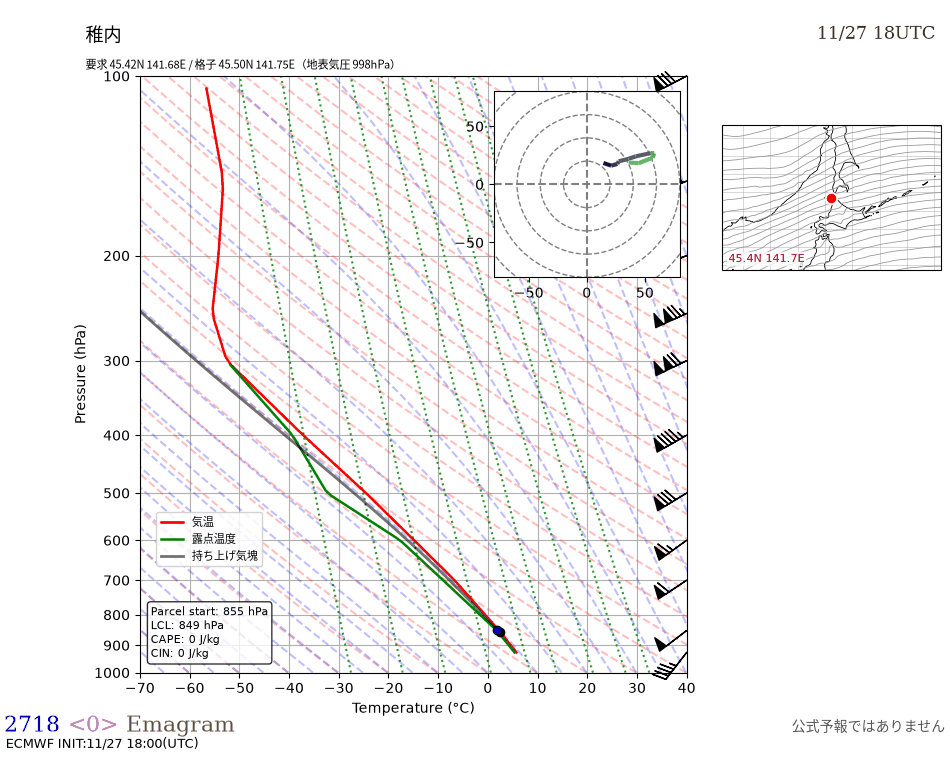 稚内
11/27 18UTC
要求 45.42N 141.68E / 格子 45.50N 141.75E（地表気圧 998hPa）
100
200
300
400
500
600
700
800
900
1000
Pressure (hPa)
−70 −60 −50 −40 −30 −20 −10 0 10 20 30 40
Temperature (°C)
50
0
−50
−50 0 50
45.4N 141.7E
気温
露点温度
持ち上げ気塊
Parcel start: 855 hPa
LCL: 849 hPa
CAPE: 0 J/kg
CIN: 0 J/kg
2718 <0> Emagram
公式予報ではありません
ECMWF INIT:11/27 18:00(UTC)